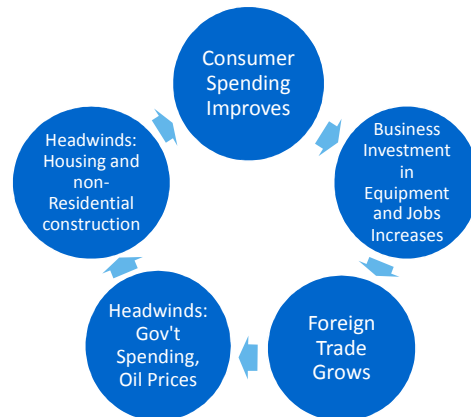 Consumer
Spending
Improves
Business
Investment
in
Equipment
and Jobs
Increases
Foreign
Trade
Grows
Headwinds:
Gov't
Spending,
Oil Prices
Headwinds:
Housing and
non-
Residential
construction